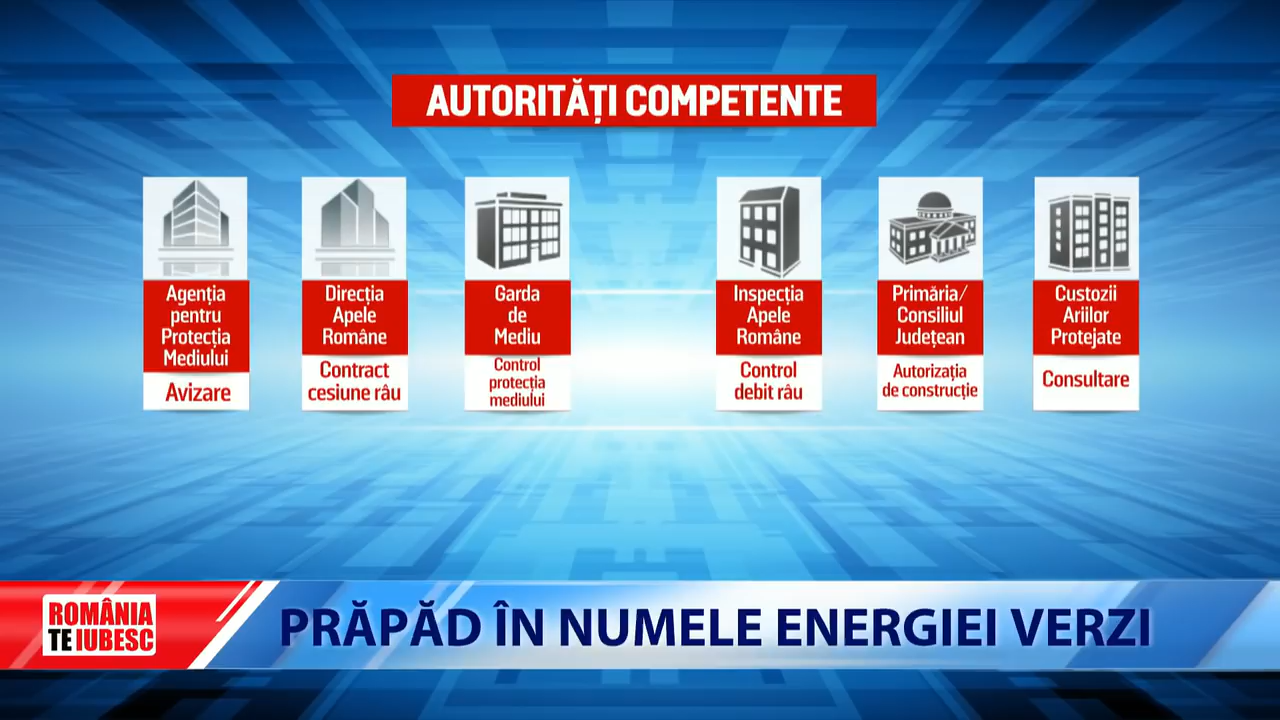 AUTORITĂȚI COMPETENTE
Agenția
pentru
Protecția
Mediului
Avizare
Direcția
Apele
Române
Contract
cesiune râu
Garda
de
Mediu
Control
protecția
mediului
Inspecția
Apele
Române
Control
debit râu
Primăria/
Consiliul
Județean
Autorizația
de construcție
Custozii
Ariilor
Protejate
Consultare
ROMÂNIA
TE IUBESC
PRĂPĂD ÎN NUMELE ENERGIEI VERZI